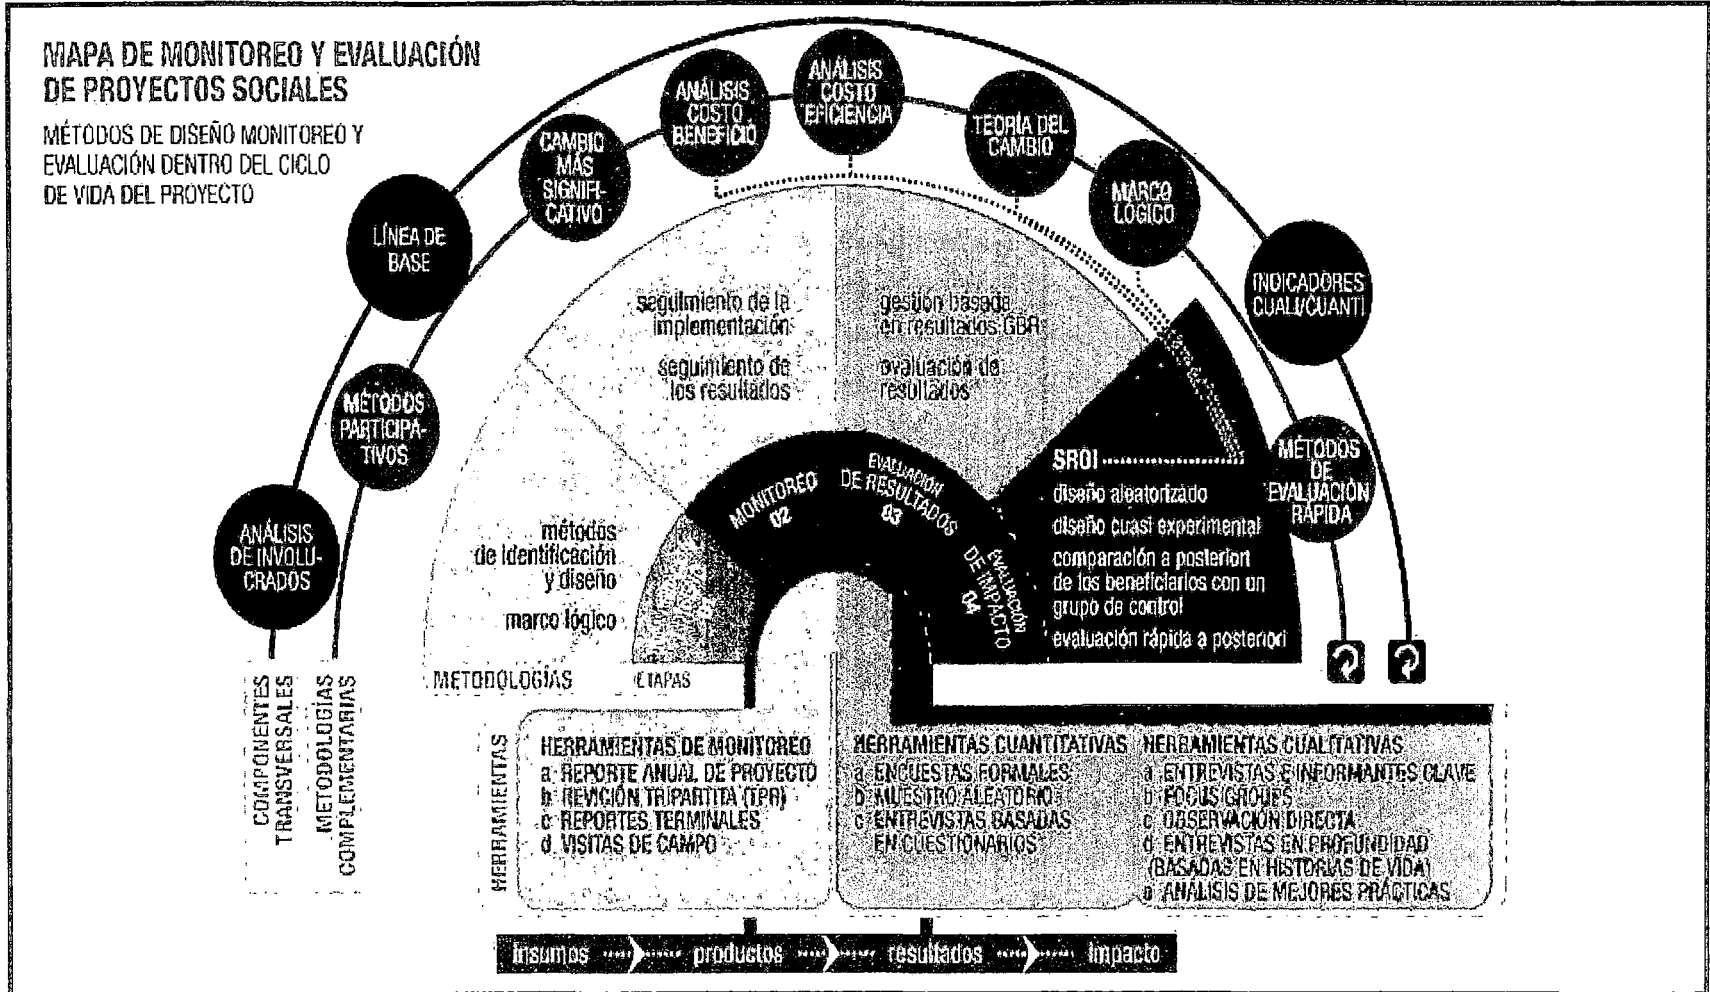 MAPA DE MONITOREO Y EVALUACIÓN
DE PROYECTOS SOCIALES
MÉTODOS DE DISEÑO MONITOREO Y
EVALUACIÓN DENTRO DEL CICLO
DE VIDA DEL PROYECTO
ANÁLISIS
DE INVOLU-
CRADOS
LÍNEA DE
BASE
INDICADORES
CUALI/CUANTI
MÉTODOS
PARTICIPA-
TIVOS
CAMBIO
MÁS
SIGNIFI-
CATIVO
ANÁLISIS
COSTO
BENEFICIO
ANÁLISIS
COSTO
EFICIENCIA
TEORÍA DEL
CAMBIO
MARCO
LÓGICO
MÉTODOS
DE
EVALUACIÓN
RÁPIDA
métodos
de identificación
y diseño
marco lógico
seguimiento de la
implementación
seguimiento de
los resultados
gestión basada
en resultados GBR
evaluación de
resultados
SROI
diseño aleatorizado
diseño cuasi experimental
comparación a posteriori
de los beneficiarios con un
grupo de control
evaluación rápida a posteriori
MONITOREO
02
EVALUACIÓN
DE RESULTADOS
03
EVALUACIÓN
DE IMPACTO
04
METODOLOGÍAS
ETAPAS
COMPONENTES
TRANSVERSALES
METODOLOGÍAS
COMPLEMENTARIAS
HERRAMIENTAS
HERRAMIENTAS DE MONITOREO
a REPORTE ANUAL DE PROYECTO
b REVICIÓN TRIPARTITA (TPR)
c REPORTES TERMINALES
d VISITAS DE CAMPO
HERRAMIENTAS CUANTITATIVAS
a ENCUESTAS FORMALES
b MUESTRO ALEATORIO
c ENTREVISTAS BASADAS
EN CUESTIONARIOS
HERRAMIENTAS CUALITATIVAS
a ENTREVISTAS E INFORMANTES CLAVE
b FOCUS GROUPS
c OBSERVACIÓN DIRECTA
d ENTREVISTAS EN PROFUNDIDAD
(BASADAS EN HISTORIAS DE VIDA)
e ANÁLISIS DE MEJORES PRÁCTICAS
insumos productos resultados impacto